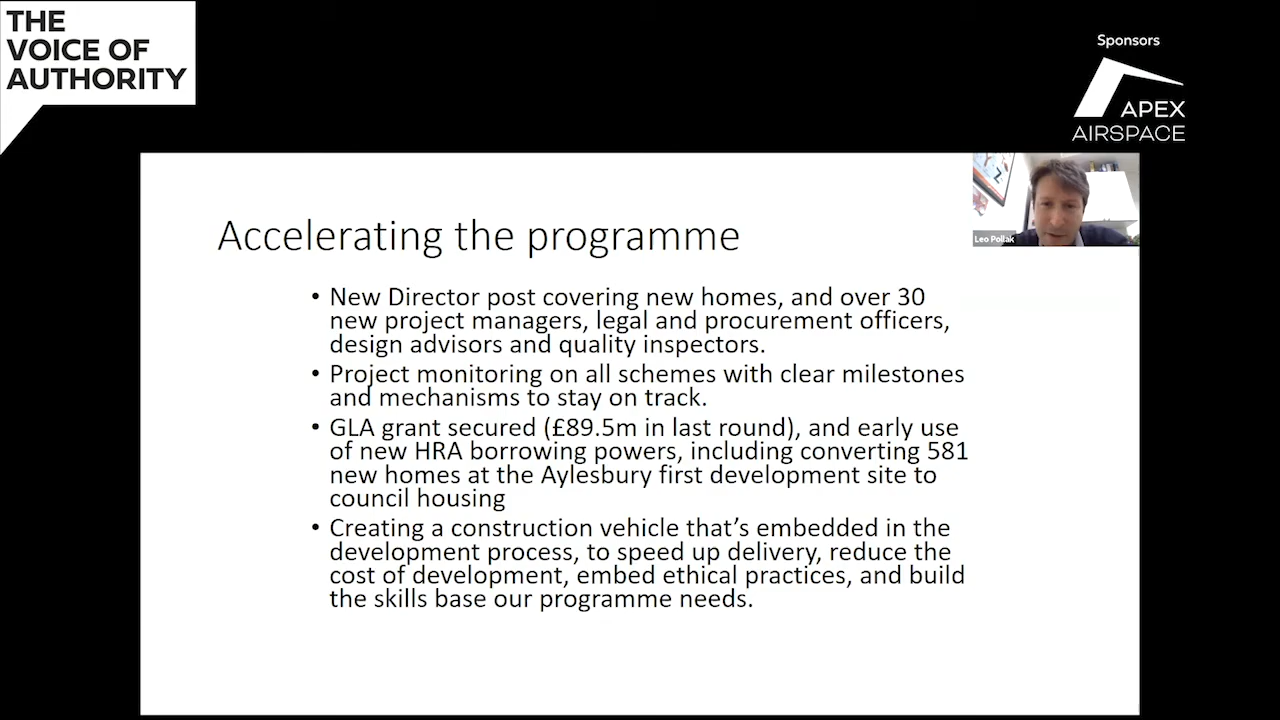 THE
VOICE OF
AUTHORITY
Sponsors
APEX
AIRSPACE
Leo Pollak
Accelerating the programme
• New Director post covering new homes, and over 30
new project managers, legal and procurement officers,
design advisors and quality inspectors.
• Project monitoring on all schemes with clear milestones
and mechanisms to stay on track.
• GLA grant secured (£89.5m in last round), and early use
of new HRA borrowing powers, including converting 581
new homes at the Aylesbury first development site to
council housing
• Creating a construction vehicle that’s embedded in the
development process, to speed up delivery, reduce the
cost of development, embed ethical practices, and build
the skills base our programme needs.